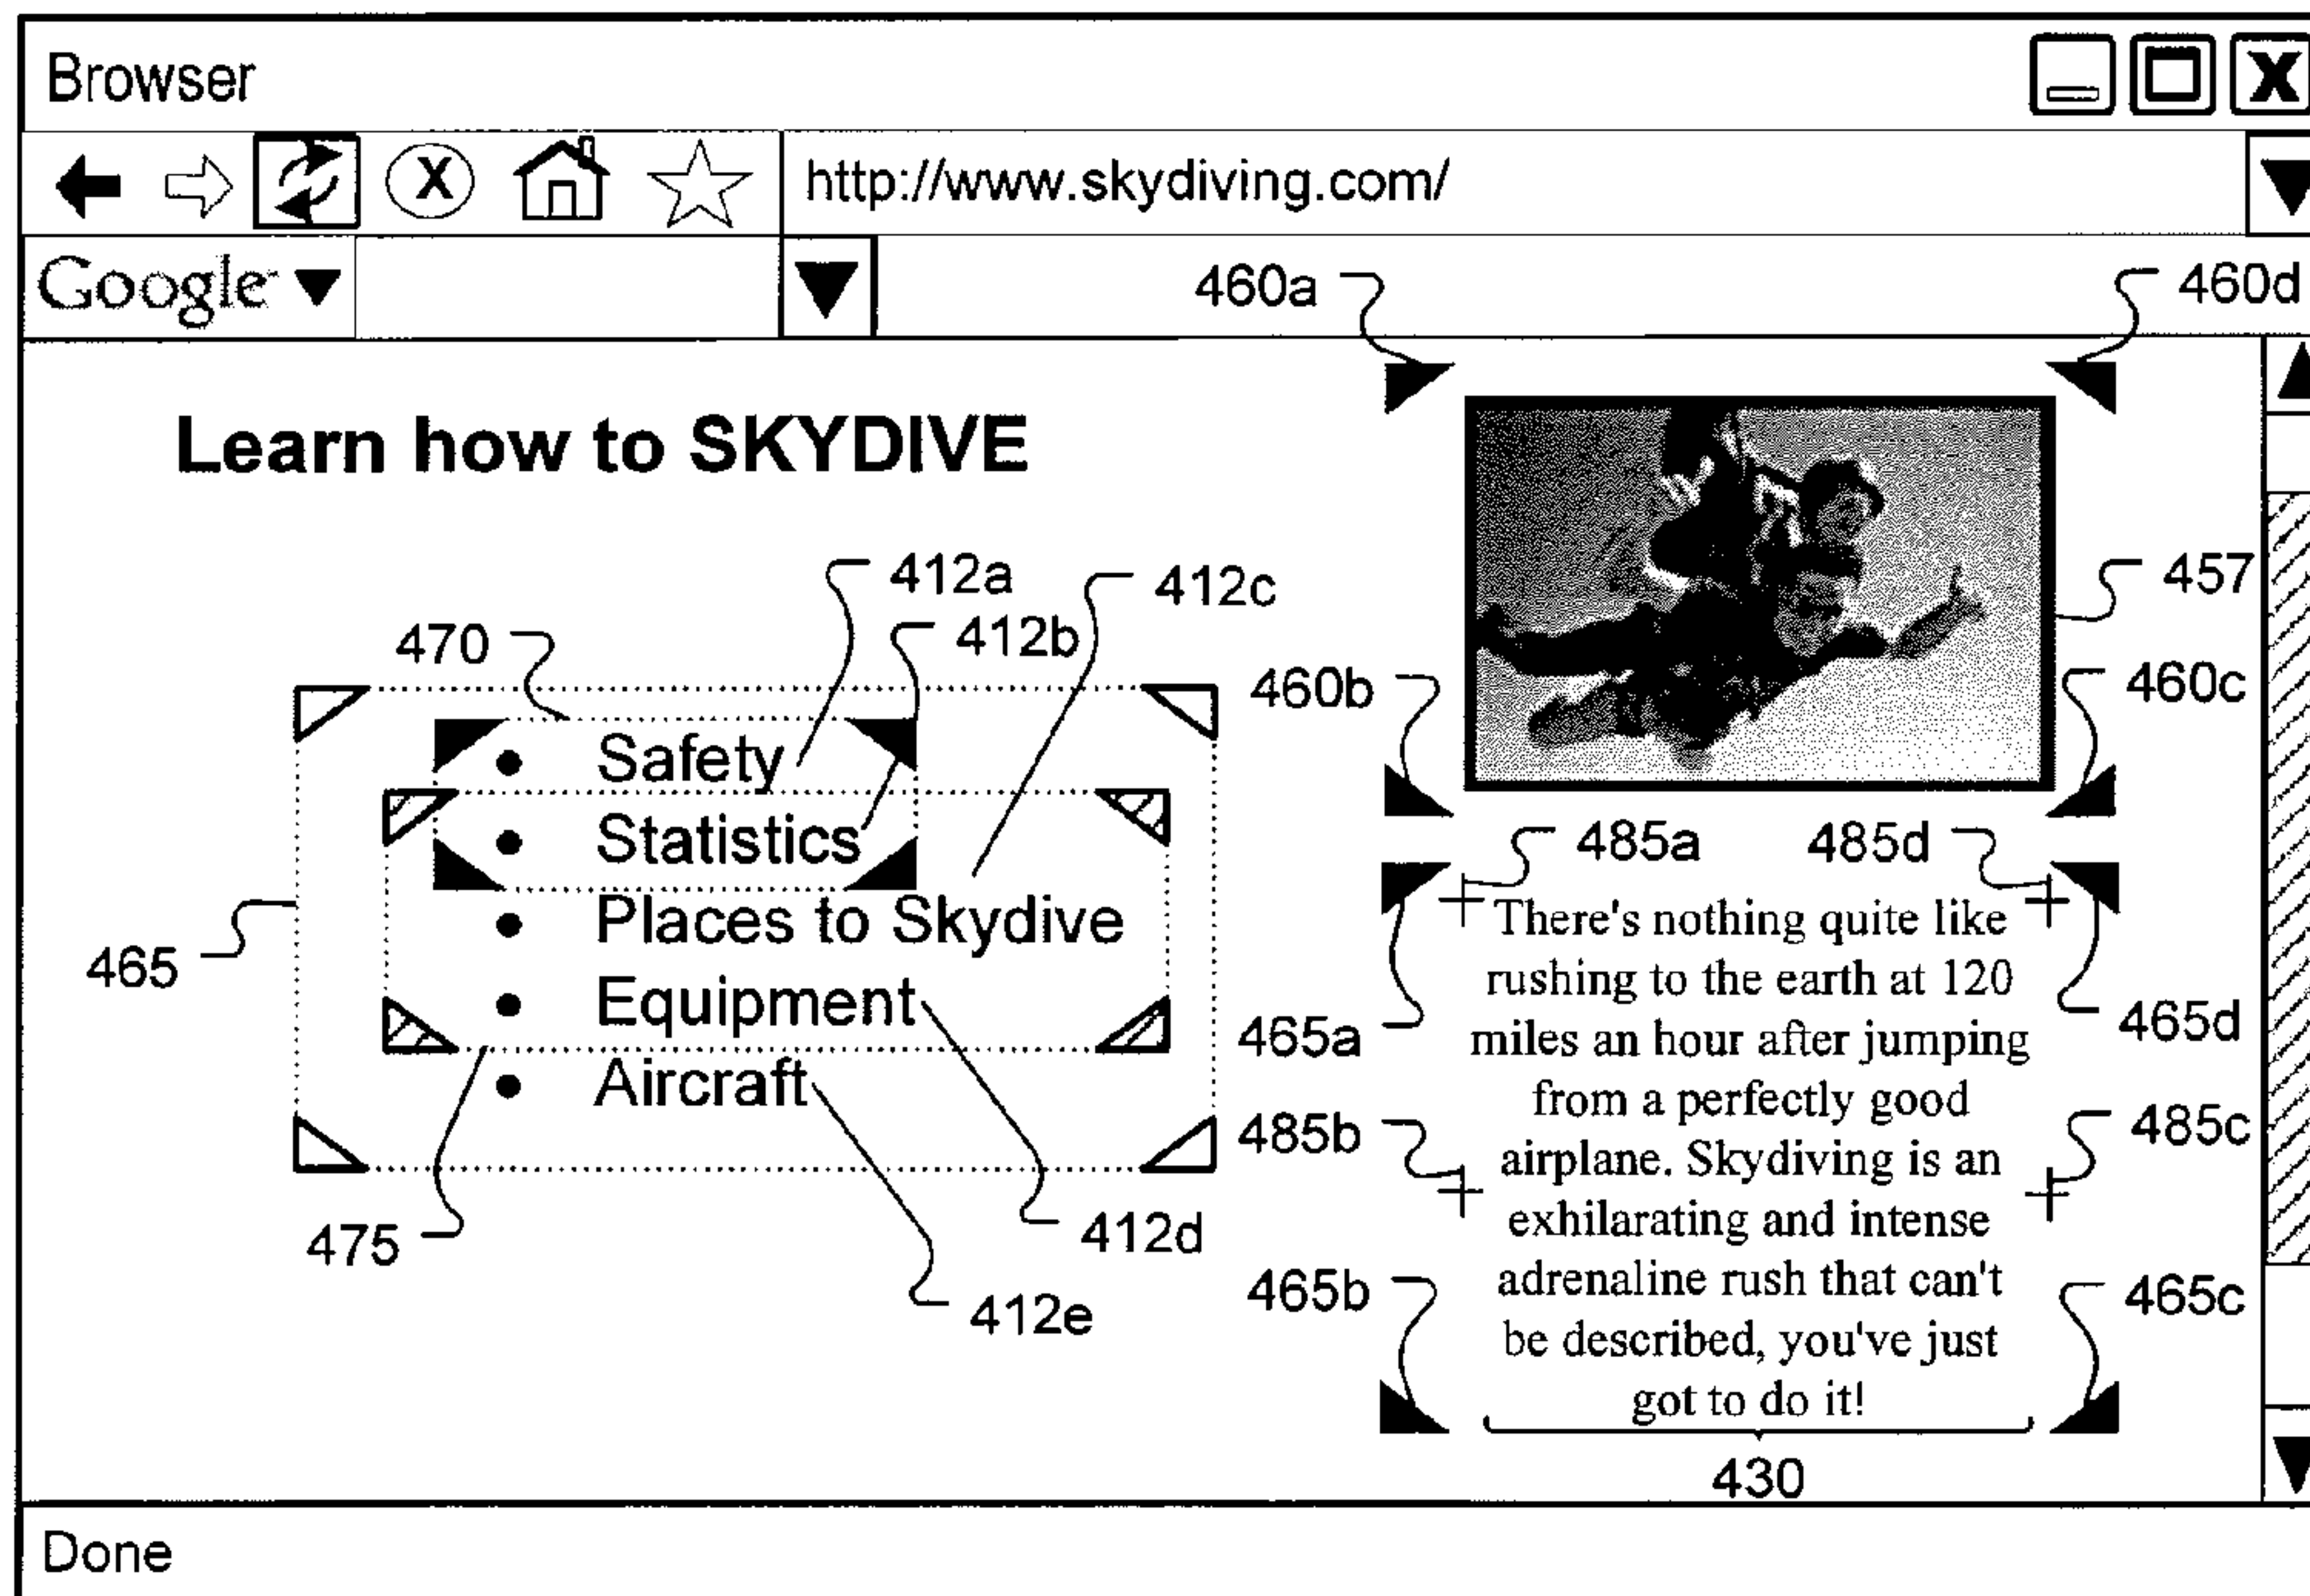 Browser
X
X
http://www.skydiving.com/
Google
460a
460d
Learn how to SKYDIVE
412a
412c
457
470
412b
460b
460c
Safety
Statistics
485a
485d
Places to Skydive
There's nothing quite like
465
Equipment
rushing to the earth at 120
465a
465d
miles an hour after jumping
Aircraft
from a perfectly good
485b
485c
airplane. Skydiving is an
475
412d
exhilarating and intense
465b
adrenaline rush that can't
465c
412e
be described, you've just
got to do it!
430
Done